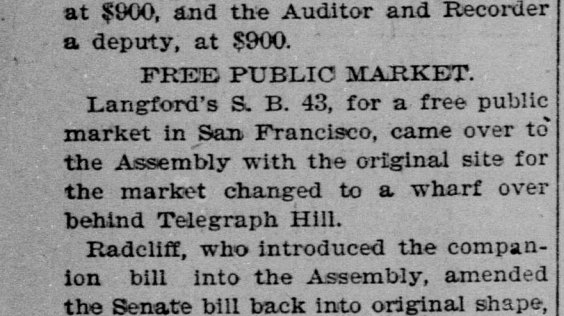 at $900, and the Auditor and Recorder
a deputy, at $900.
FREE PUBLIC MARKET.
Langford's S. B. 43, for a free public
market in San Francisco, came over to
the Assembly with the original site for
the market changed to a wharf over
behind Telegraph Hill.
Radcliff, who introduced the compan-
ion bill into the Assembly, amended
the Senate bill back into original shape,